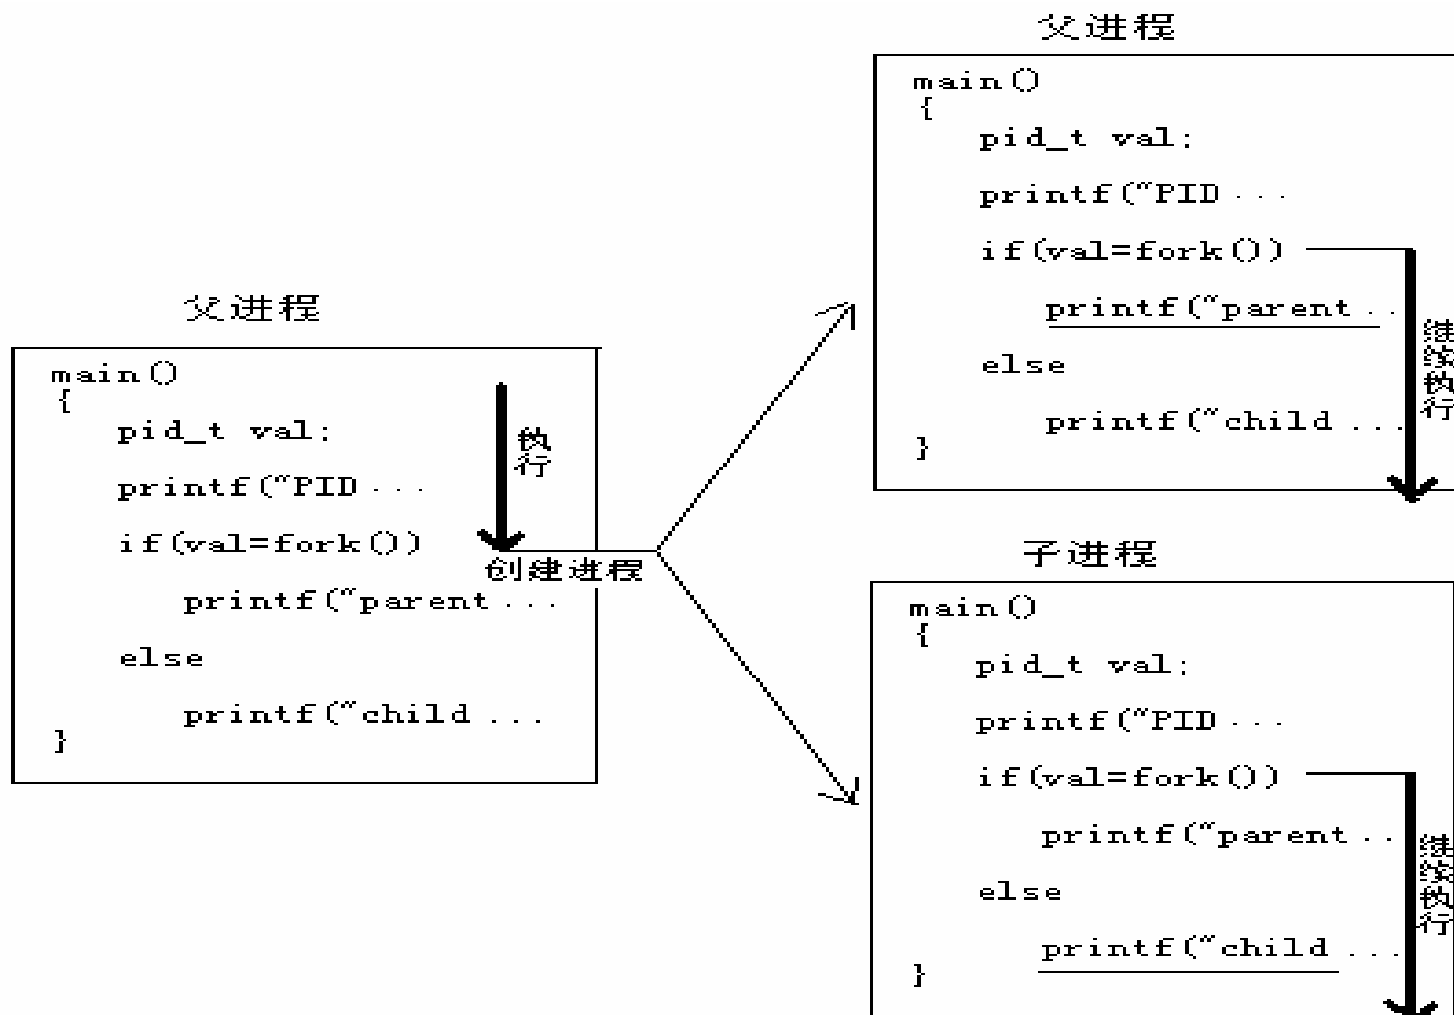 父进程
main()
{
pid_t val;
printf("PID ...
if(val=fork())
printf("parent ...
else
printf("child ...
}
执行
创建进程
父进程
main()
{
pid_t val;
printf("PID ...
if(val=fork())
printf("parent ..
else
printf("child ...
}
继续执行
子进程
main()
{
pid_t val;
printf("PID ...
if(val=fork())
printf("parent ..
else
printf("child ...
}
继续执行